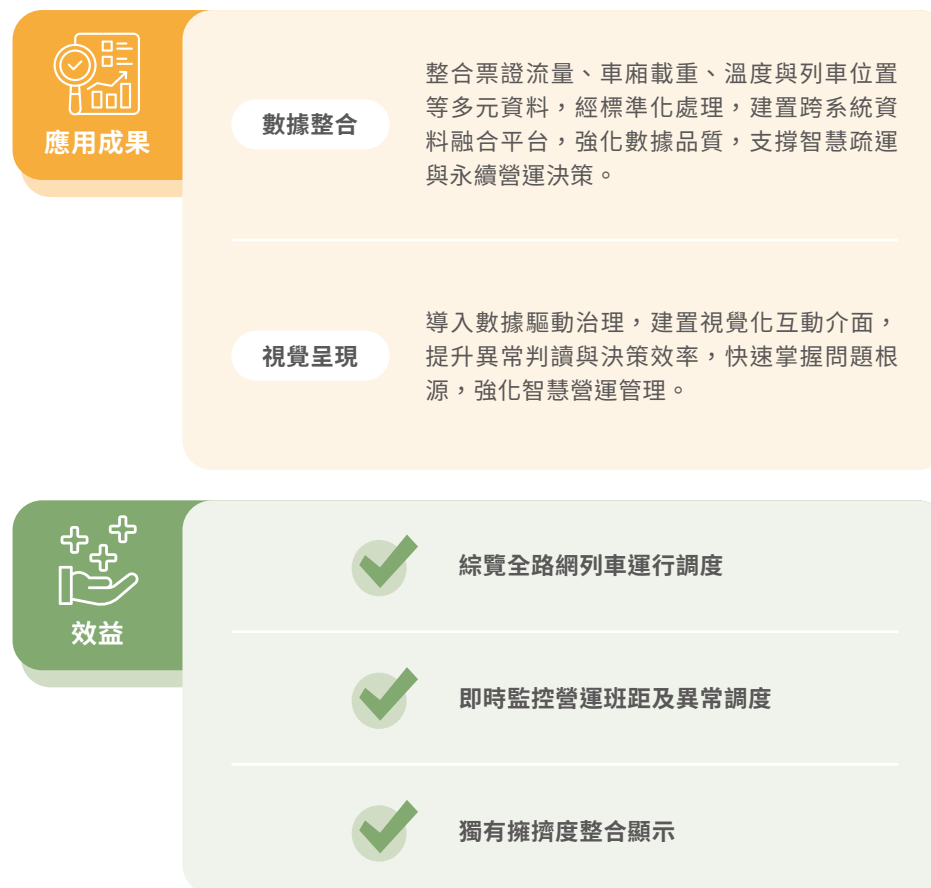 應用成果
數據整合
整合票證流量、車廂載重、溫度與列車位置
等多元資料，經標準化處理，建置跨系統資
料融合平台，強化數據品質，支撐智慧疏運
與永續營運決策。
視覺呈現
導入數據驅動治理，建置視覺化互動介面，
提升異常判讀與決策效率，快速掌握問題根
源，強化智慧營運管理。
效益
綜覽全路網列車運行調度
即時監控營運班距及異常調度
獨有擁擠度整合顯示